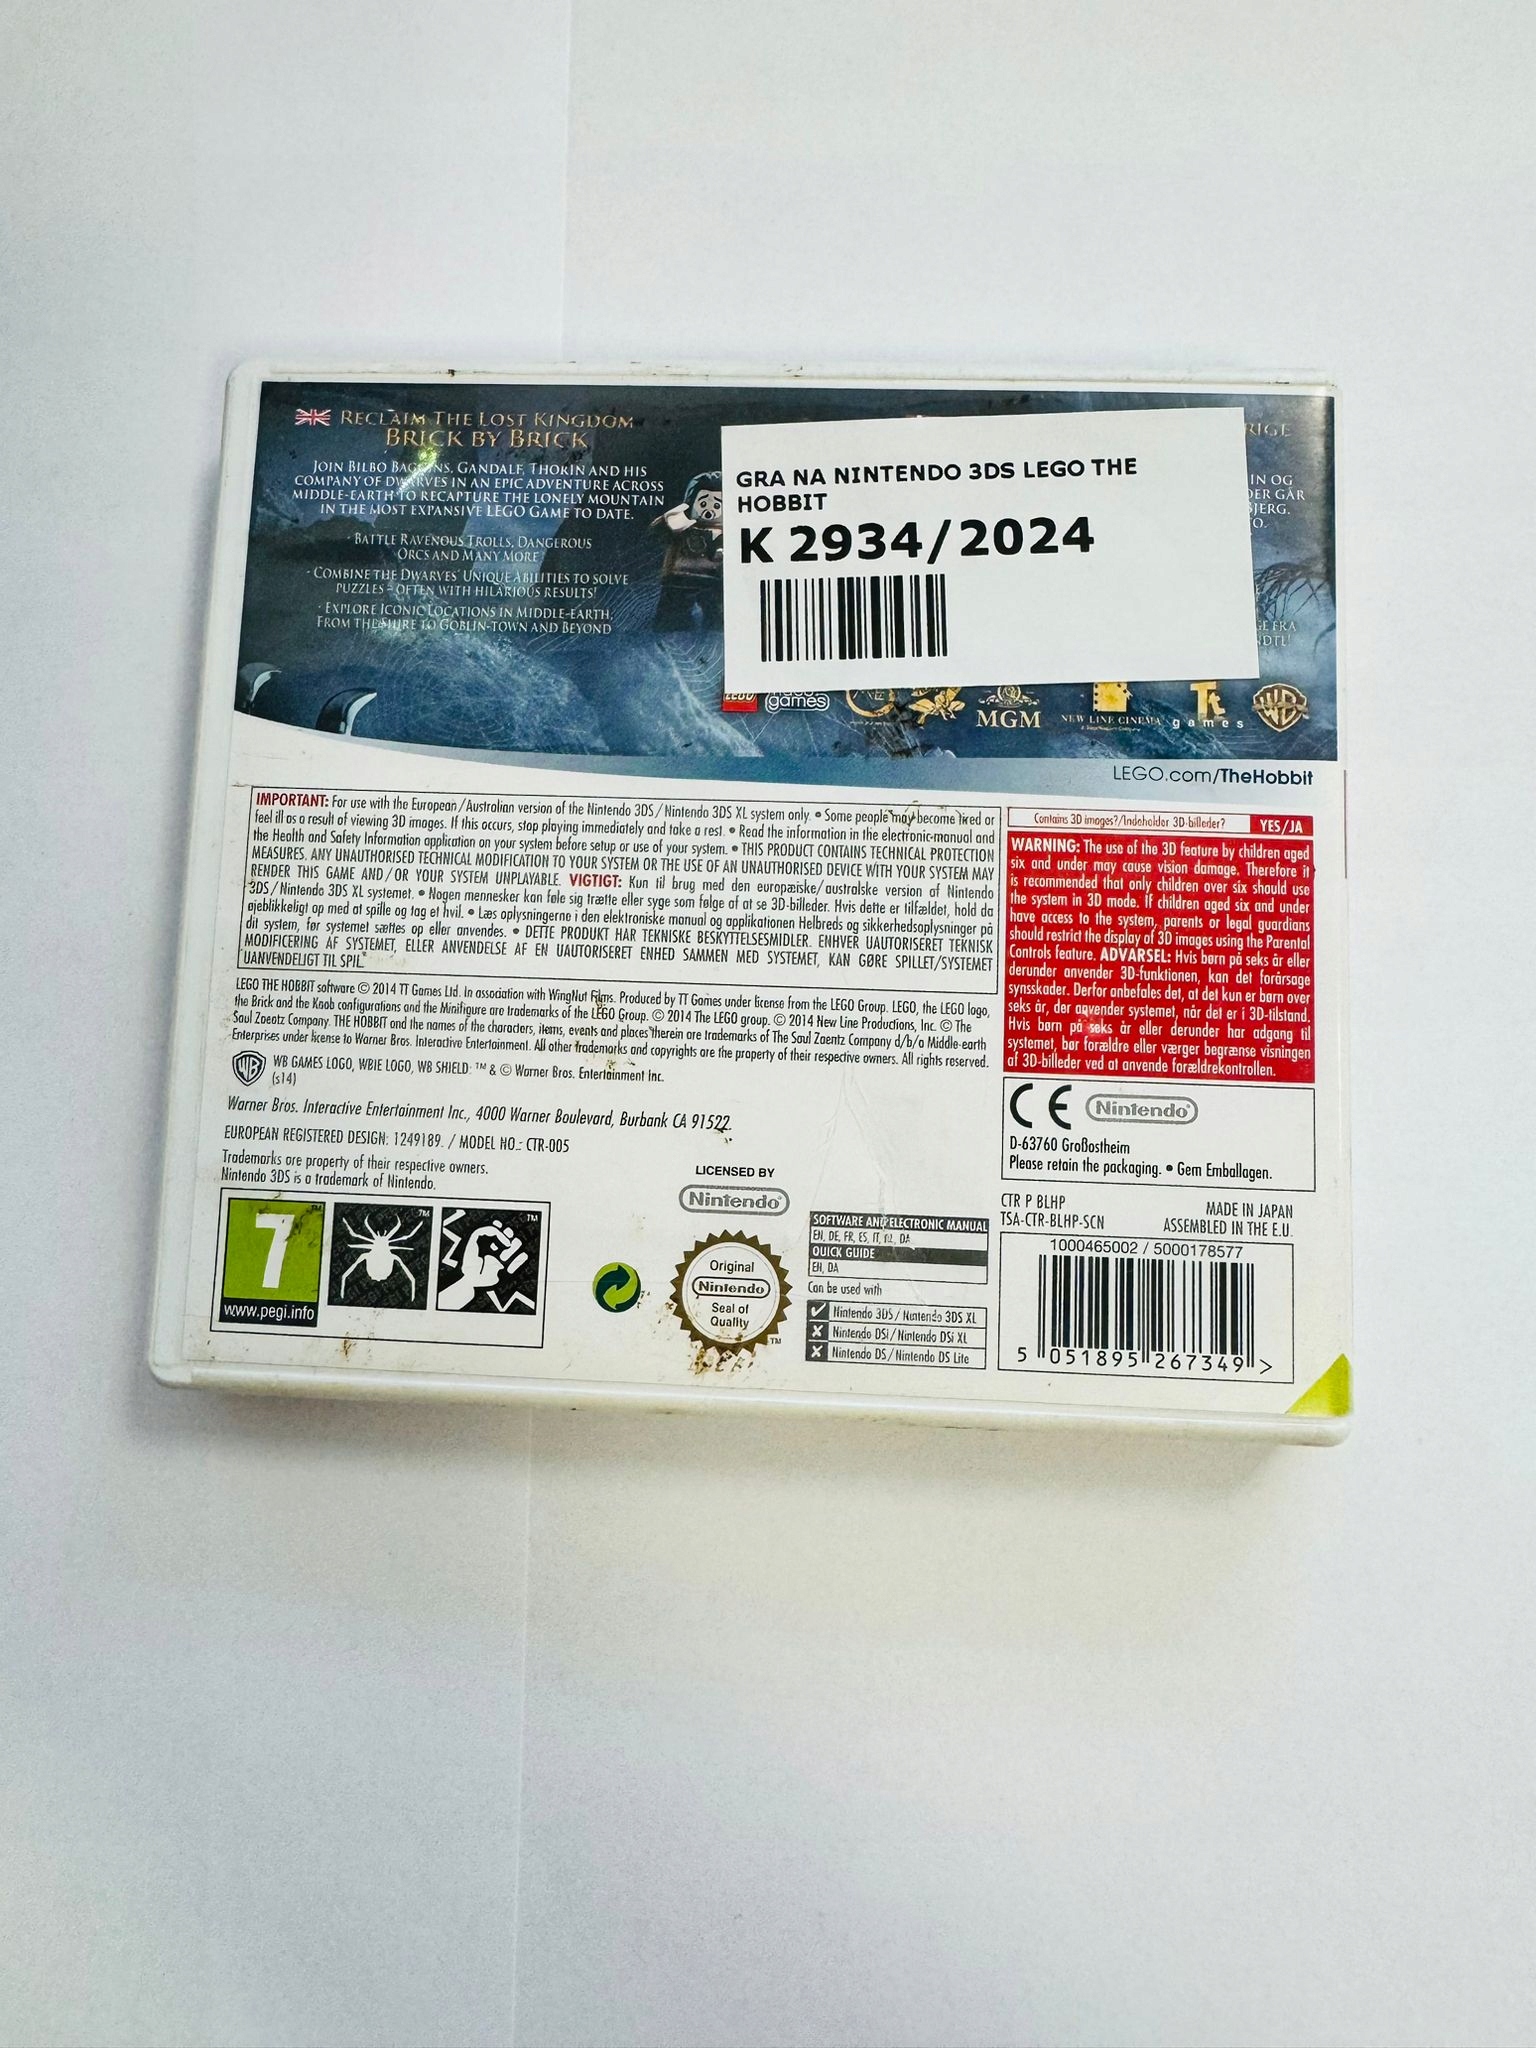 RECLAIM THE LOST KINGDOM
BRICK BY BRICK
JOIN BILBO BAGGINS, GANDALF, THORIN AND HIS
COMPANY OF DWARVES IN AN EPIC ADVENTURE ACROSS
MIDDLE-EARTH TO RECAPTURE THE LONELY MOUNTAIN
IN THE MOST EXPANSIVE LEGO GAME TO DATE.
· BATTLE RAVENOUS TROLLS, DANGEROUS
ORCS AND MANY MORE
· COMBINE THE DWARVES' UNIQUE ABILITIES TO SOLVE
PUZZLES – OFTEN WITH HILARIOUS RESULTS!
· EXPLORE ICONIC LOCATIONS IN MIDDLE-EARTH,
FROM THE SHIRE TO GOBLIN-TOWN AND BEYOND
GRA NA NINTENDO 3DS LEGO THE
HOBBIT
K 2934/2024
RIGE
IN OG
DER GÅR
BJERG.
O.
GE FRA
NDTL!
LEGO
games
MGM
NEW LINE CINEMA
Tt
games
WB
LEGO.com/TheHobbit
IMPORTANT: For use with the European/Australian version of the Nintendo 3DS/Nintendo 3DS XL system only. • Some people may become tired or
feel ill as a result of viewing 3D images. If this occurs, stop playing immediately and take a rest. • Read the information in the electronic-manual and
the Health and Safety Information application on your system before setup or use of your system. • THIS PRODUCT CONTAINS TECHNICAL PROTECTION
MEASURES. ANY UNAUTHORISED TECHNICAL MODIFICATION TO YOUR SYSTEM OR THE USE OF AN UNAUTHORISED DEVICE WITH YOUR SYSTEM MAY
RENDER THIS GAME AND/OR YOUR SYSTEM UNPLAYABLE. VIGTIGT: Kun til brug med den europæiske/australske version af Nintendo
3DS/Nintendo 3DS XL systemet. • Nogen mennesker kan føle sig trætte eller syge som følge af at se 3D-billeder. Hvis dette er tilfældet, hold da
øjeblikkeligt op med at spille og tag et hvil. • Læs oplysningerne i den elektroniske manual og applikationen Helbreds og sikkerhedsoplysninger på
dit system, før systemet sættes op eller anvendes. • DETTE PRODUKT HAR TEKNISKE BESKYTTELSESMIDLER. ENHVER UAUTORISERET TEKNISK
MODIFICERING AF SYSTEMET, ELLER ANVENDELSE AF EN UAUTORISERET ENHED SAMMEN MED SYSTEMET, KAN GØRE SPILLET/SYSTEMET
UANVENDELIGT TIL SPIL.
Contains 3D images?/Indeholder 3D-billeder? YES/JA
WARNING: The use of the 3D feature by children aged
six and under may cause vision damage. Therefore it
is recommended that only children over six should use
the system in 3D mode. If children aged six and under
have access to the system, parents or legal guardians
should restrict the display of 3D images using the Parental
Controls feature. ADVARSEL: Hvis børn på seks år eller
derunder anvender 3D-funktionen, kan det forårsage
synsskader. Derfor anbefales det, at det kun er børn over
seks år, der anvender systemet, når det er i 3D-tilstand.
Hvis børn på seks år eller derunder har adgang til
systemet, bør forældre eller værger begrænse visningen
af 3D-billeder ved at anvende forældrekontrollen.
LEGO THE HOBBIT software © 2014 TT Games Ltd. In association with WingNut Films. Produced by TT Games under license from the LEGO Group. LEGO, the LEGO logo,
the Brick and the Knob configurations and the Minifigure are trademarks of the LEGO Group. © 2014 The LEGO group. © 2014 New Line Productions, Inc. © The
Saul Zaentz Company. THE HOBBIT and the names of the characters, items, events and places therein are trademarks of The Saul Zaentz Company d/b/a Middle-earth
Enterprises under license to Warner Bros. Interactive Entertainment. All other trademarks and copyrights are the property of their respective owners. All rights reserved.
WB GAMES LOGO, WBIE LOGO, WB SHIELD: ™ & © Warner Bros. Entertainment Inc.
(s14)
Warner Bros. Interactive Entertainment Inc., 4000 Warner Boulevard, Burbank CA 91522.
EUROPEAN REGISTERED DESIGN: 1249189. / MODEL NO.: CTR-005
Trademarks are property of their respective owners.
Nintendo 3DS is a trademark of Nintendo.
CE Nintendo
D-63760 Großostheim
Please retain the packaging. • Gem Emballagen.
CTR P BLHP
TSA-CTR-BLHP-SCN
MADE IN JAPAN
ASSEMBLED IN THE E.U.
7
www.pegi.info
LICENSED BY
Nintendo
Original
Nintendo
Seal of
Quality
SOFTWARE AND ELECTRONIC MANUAL
EN, DE, FR, ES, IT, NL, DA
QUICK GUIDE
EN, DA
Can be used with
Nintendo 3DS/Nintendo 3DS XL
Nintendo DSi/Nintendo DSi XL
Nintendo DS/Nintendo DS Lite
1000465002 / 5000178577
5 051895 267349 >